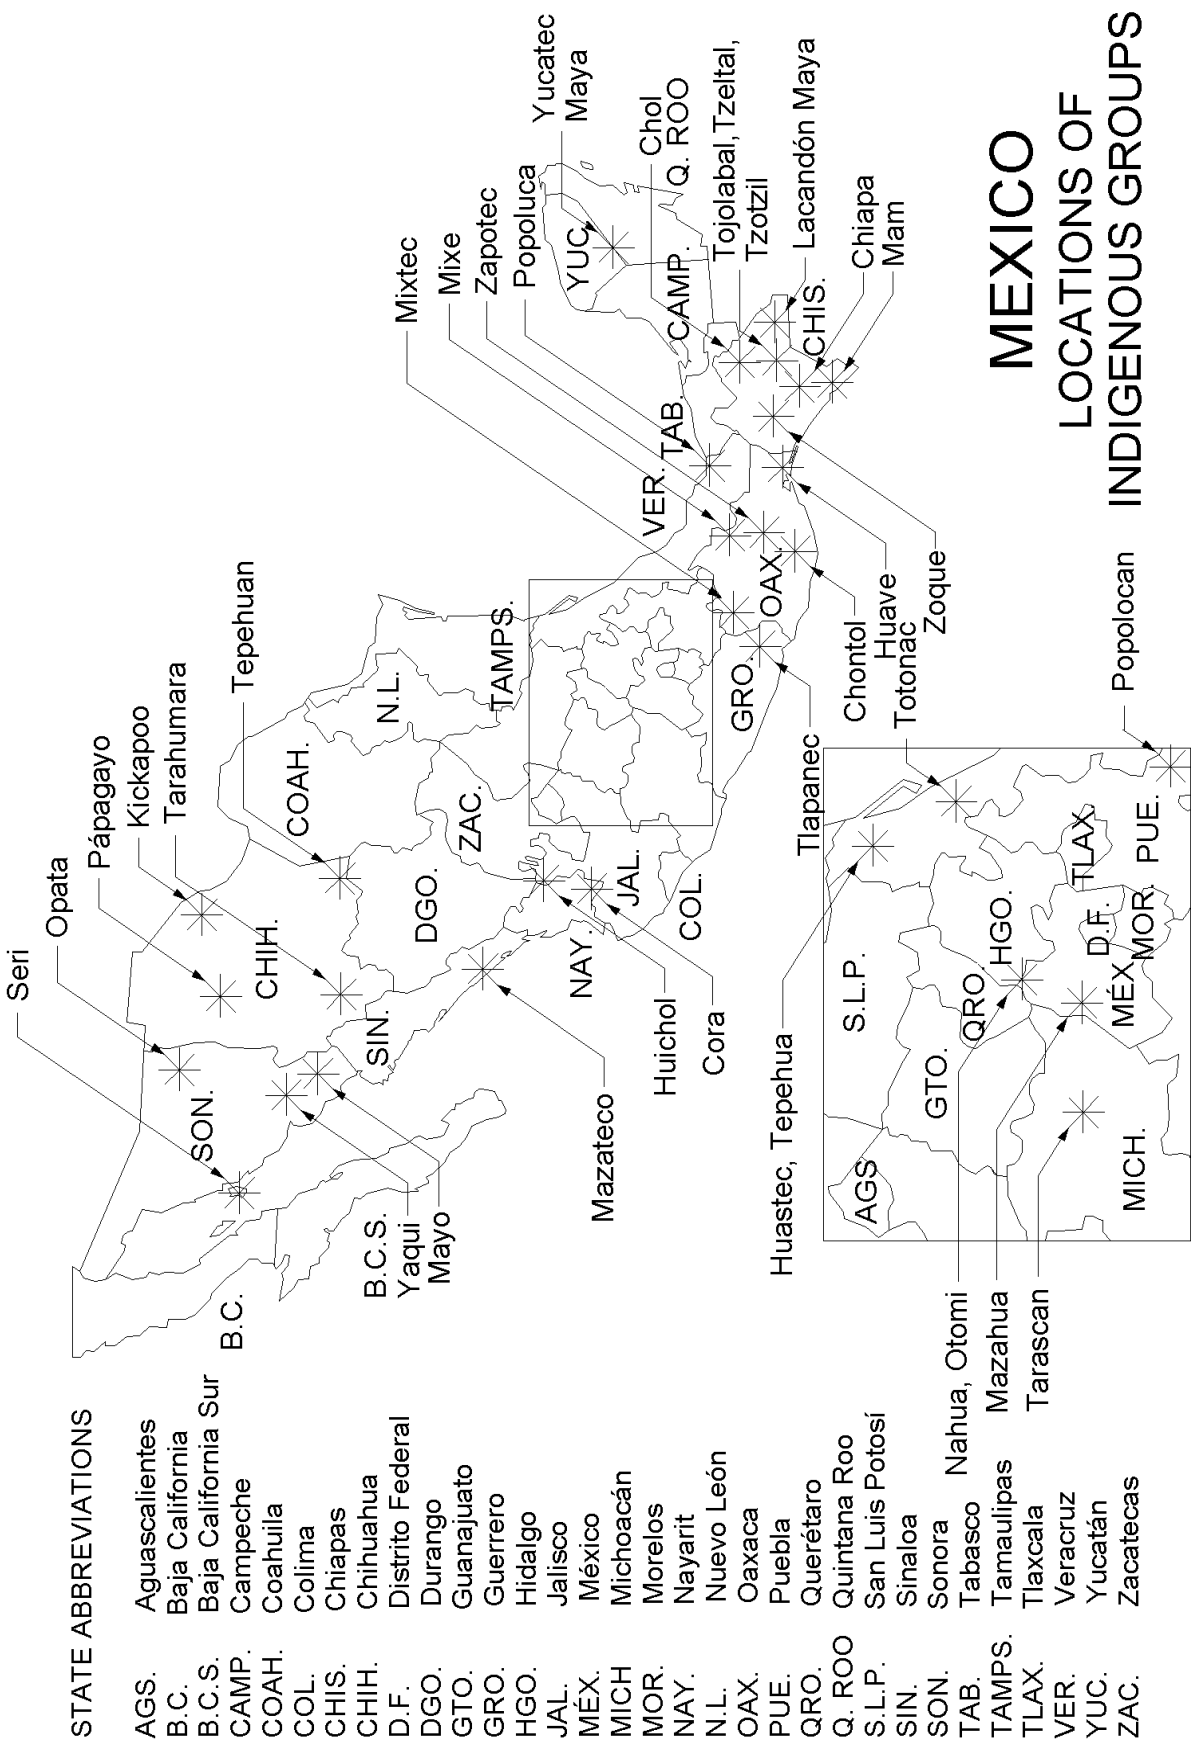 MEXICO
LOCATIONS OF
INDIGENOUS GROUPS
STATE ABBREVIATIONS
AGS. Aguascalientes
B.C. Baja California
B.C.S. Baja California Sur
CAMP. Campeche
COAH. Coahuila
COL. Colima
CHIS. Chiapas
CHIH. Chihuahua
D.F. Distrito Federal
DGO. Durango
GTO. Guanajuato
GRO. Guerrero
HGO. Hidalgo
JAL. Jalisco
MÉX. México
MICH Michoacán
MOR. Morelos
NAY. Nayarit
N.L. Nuevo León
OAX. Oaxaca
PUE. Puebla
QRO. Querétaro
Q. ROO Quintana Roo
S.L.P. San Luis Potosí
SIN. Sinaloa
SON. Sonora
TAB. Tabasco
TAMPS. Tamaulipas
TLAX. Tlaxcala
VER. Veracruz
YUC. Yucatán
ZAC. Zacatecas
Seri
Opata
Pápagayo
Kickapoo
Tarahumara
Tepehuan
B.C.
SON.
CHIH.
COAH.
N.L.
B.C.S.
Yaqui
Mayo
SIN.
DGO.
ZAC.
TAMPS.
Mazateco
NAY.
JAL.
COL.
Huichol
Cora
Mixtec
Mixe
Zapotec
Popoluca
Yucatec
Maya
YUC.
CAMP.
Chol
Q. ROO
Tojolabal, Tzeltal,
Tzotzil
Lacandón Maya
CHIS.
Chiapa
Mam
VER.
TAB.
OAX.
GRO.
Tlapanec
Chontol
Huave
Zoque
Totonac
Huastec, Tepehua
Popolocan
AGS
S.L.P.
GTO.
QRO.
HGO.
TLAX.
PUE.
D.F.
MOR.
MÉX.
MICH.
Nahua, Otomi
Mazahua
Tarascan